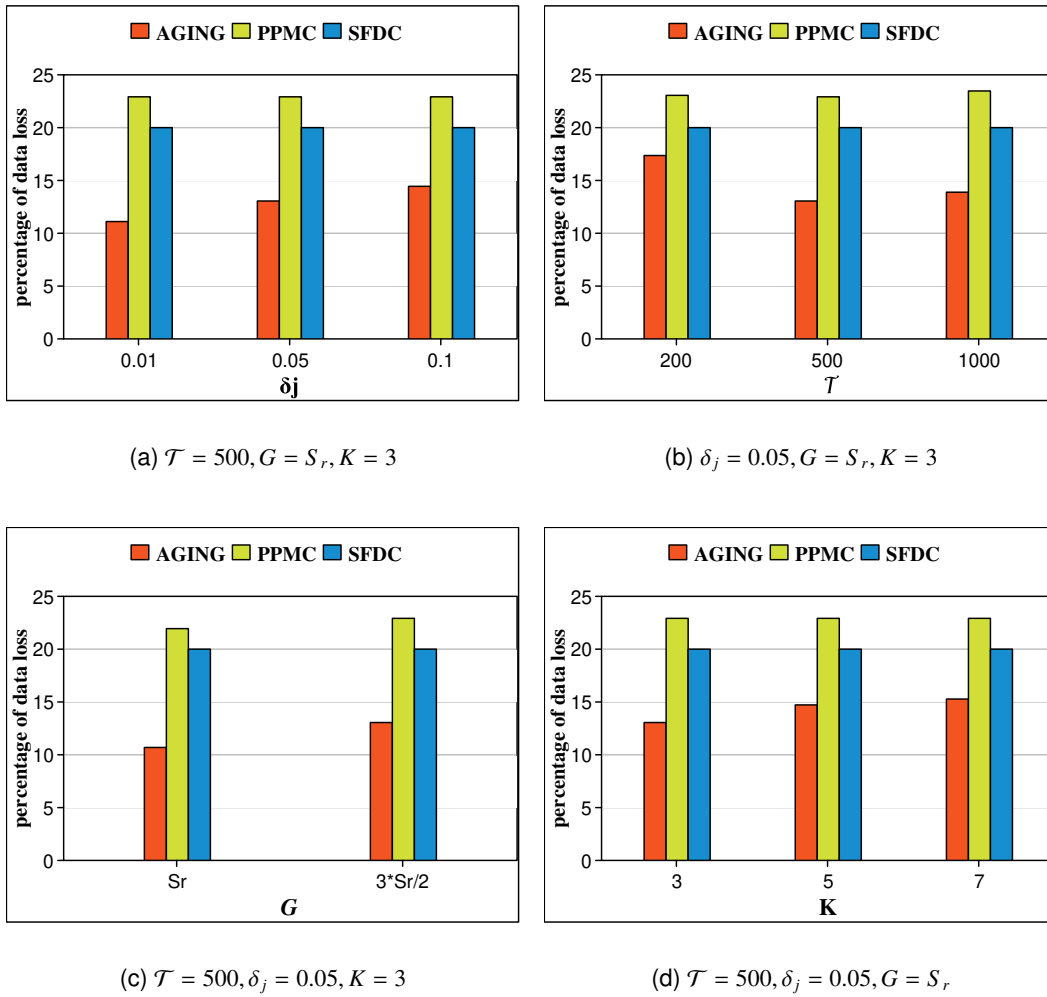 AGING PPMC SFDC
percentage of data loss
25
20
15
10
5
0
0.01 0.05 0.1
δj
(a) 𝒯 = 500, G = S_r, K = 3
AGING PPMC SFDC
percentage of data loss
25
20
15
10
5
0
200 500 1000
𝒯
(b) δ_j = 0.05, G = S_r, K = 3
AGING PPMC SFDC
percentage of data loss
25
20
15
10
5
0
Sr 3*Sr/2
G
(c) 𝒯 = 500, δ_j = 0.05, K = 3
AGING PPMC SFDC
percentage of data loss
25
20
15
10
5
0
3 5 7
K
(d) 𝒯 = 500, δ_j = 0.05, G = S_r